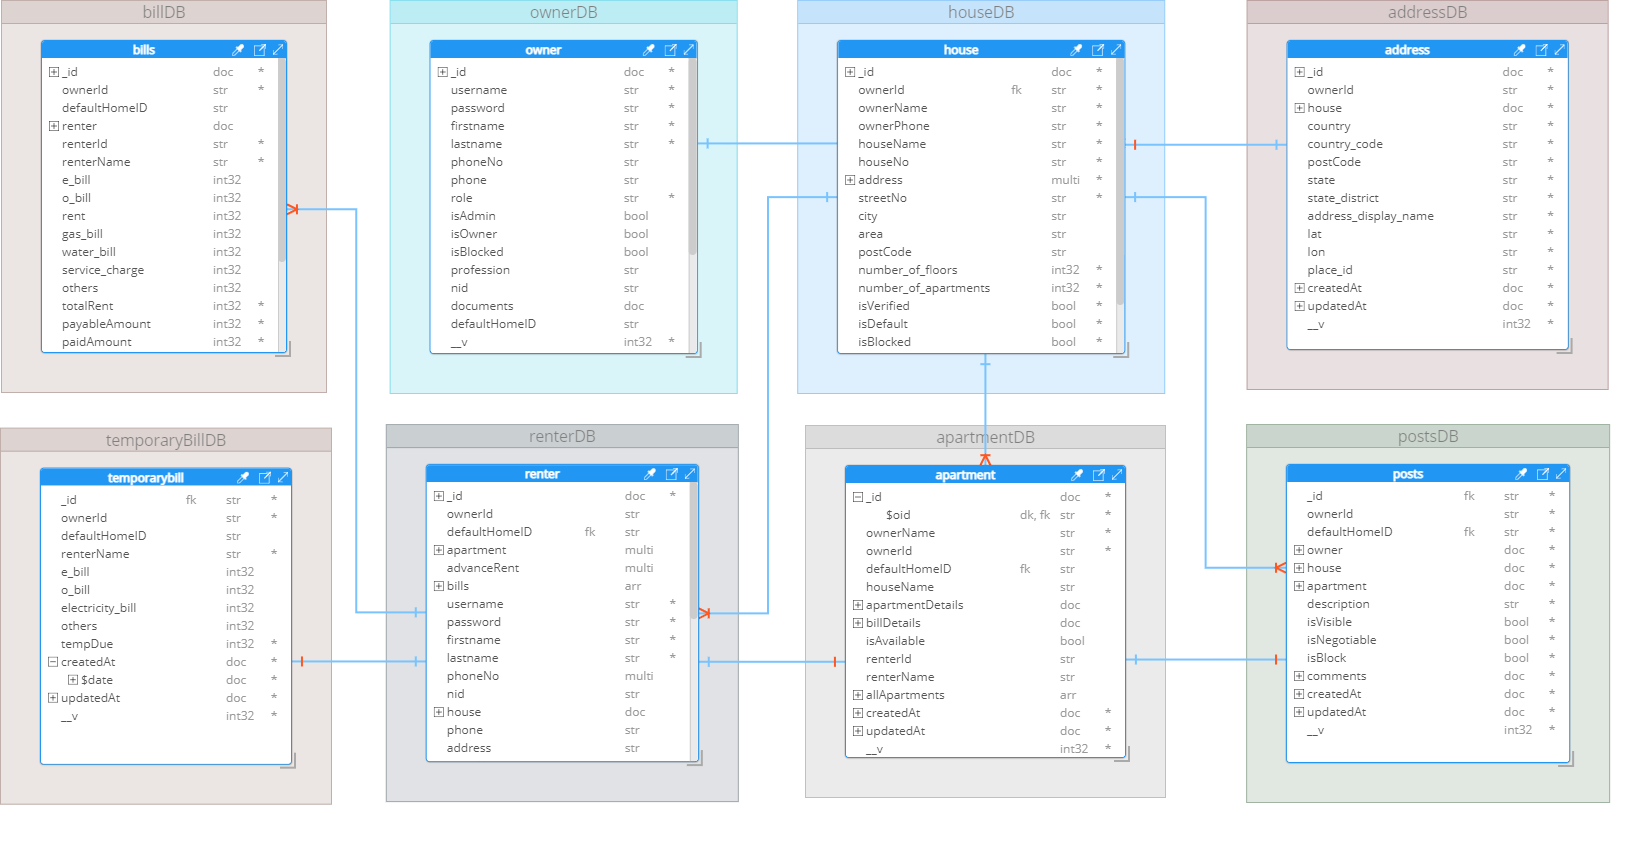 billDB
bills
_id doc *
ownerId str *
defaultHomeID str
renter doc
renterId str *
renterName str *
e_bill int32
o_bill int32
rent int32
gas_bill int32
water_bill int32
service_charge int32
others int32
totalRent int32 *
payableAmount int32 *
paidAmount int32 *
ownerDB
owner
_id doc *
username str *
password str *
firstname str *
lastname str *
phoneNo str
phone str
role str *
isAdmin bool
isOwner bool
isBlocked bool
profession str
nid str
documents doc
defaultHomeID str
__v int32 *
houseDB
house
_id doc *
ownerId fk str *
ownerName str *
ownerPhone str *
houseName str *
houseNo str *
address multi *
streetNo str *
city str
area str
postCode str
number_of_floors int32 *
number_of_apartments int32 *
isVerified bool *
isDefault bool *
isBlocked bool *
addressDB
address
_id doc *
ownerId str *
house doc *
country str *
country_code str *
postCode str *
state str *
state_district str *
address_display_name str *
lat str *
lon str *
place_id str *
createdAt doc *
updatedAt doc *
__v int32 *
temporaryBillDB
temporarybill
_id fk str *
ownerId str *
defaultHomeID str
renterName str *
e_bill int32
o_bill int32
electricity_bill int32
others int32
tempDue int32 *
createdAt doc *
$date doc *
updatedAt doc *
__v int32 *
renterDB
renter
_id doc *
ownerId str
defaultHomeID fk str
apartment multi
advanceRent multi
bills arr
username str *
password str *
firstname str *
lastname str *
phoneNo multi
nid str
house doc
phone str
address str
apartmentDB
apartment
_id doc *
$oid dk, fk str *
ownerName str *
ownerId str *
defaultHomeID fk str
houseName str
apartmentDetails doc
billDetails doc
isAvailable bool
renterId str
renterName str
allApartments arr
createdAt doc *
updatedAt doc *
__v int32 *
postsDB
posts
_id fk str *
ownerId str *
defaultHomeID fk str *
owner doc *
house doc *
apartment doc *
description str *
isVisible bool *
isNegotiable bool *
isBlock bool *
comments doc *
createdAt doc *
updatedAt doc *
__v int32 *